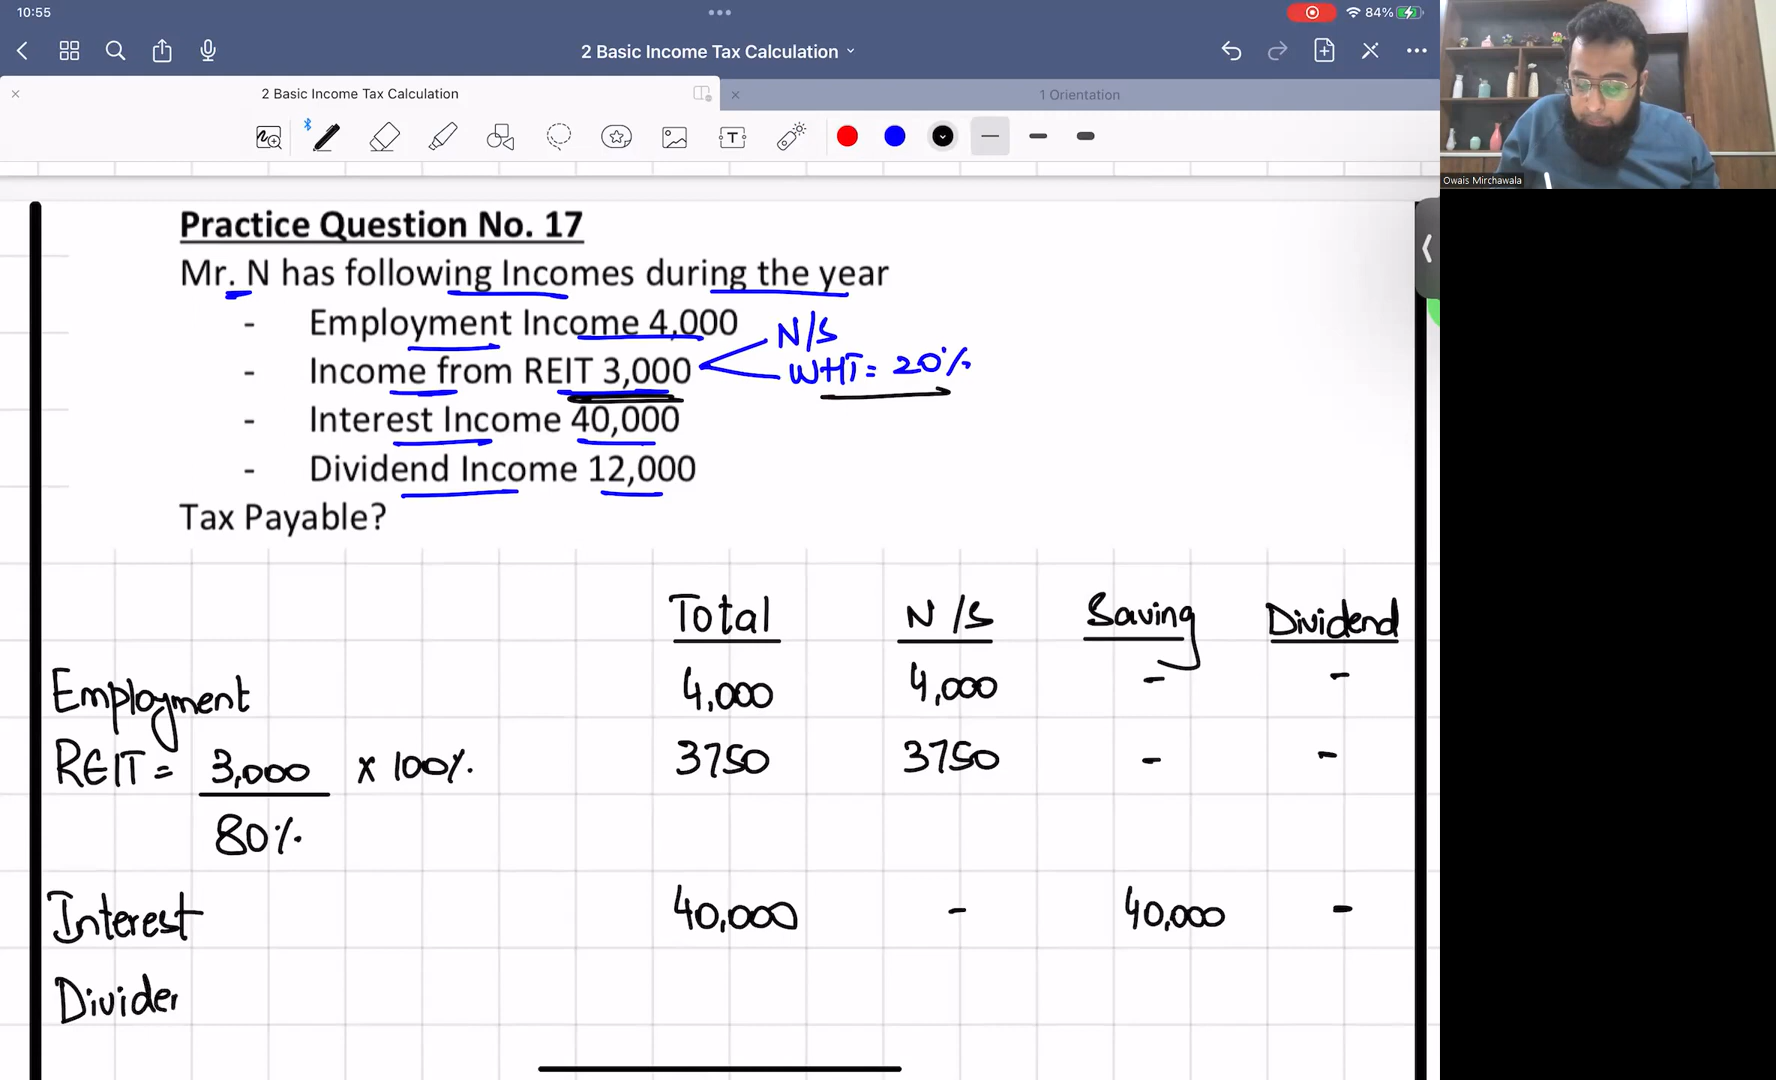 10:55
84%
2 Basic Income Tax Calculation
2 Basic Income Tax Calculation
1 Orientation
T
Owais Mirchawala
Practice Question No. 17
Mr. N has following Incomes during the year
- Employment Income 4,000
N/S
- Income from REIT 3,000
WHT = 20%
- Interest Income 40,000
- Dividend Income 12,000
Tax Payable?
Total N/S Saving Dividend
Employment 4,000 4,000 - -
REIT = 3,000 x 100% 3750 3750 - -
80%
Interest 40,000 - 40,000 -
Divider